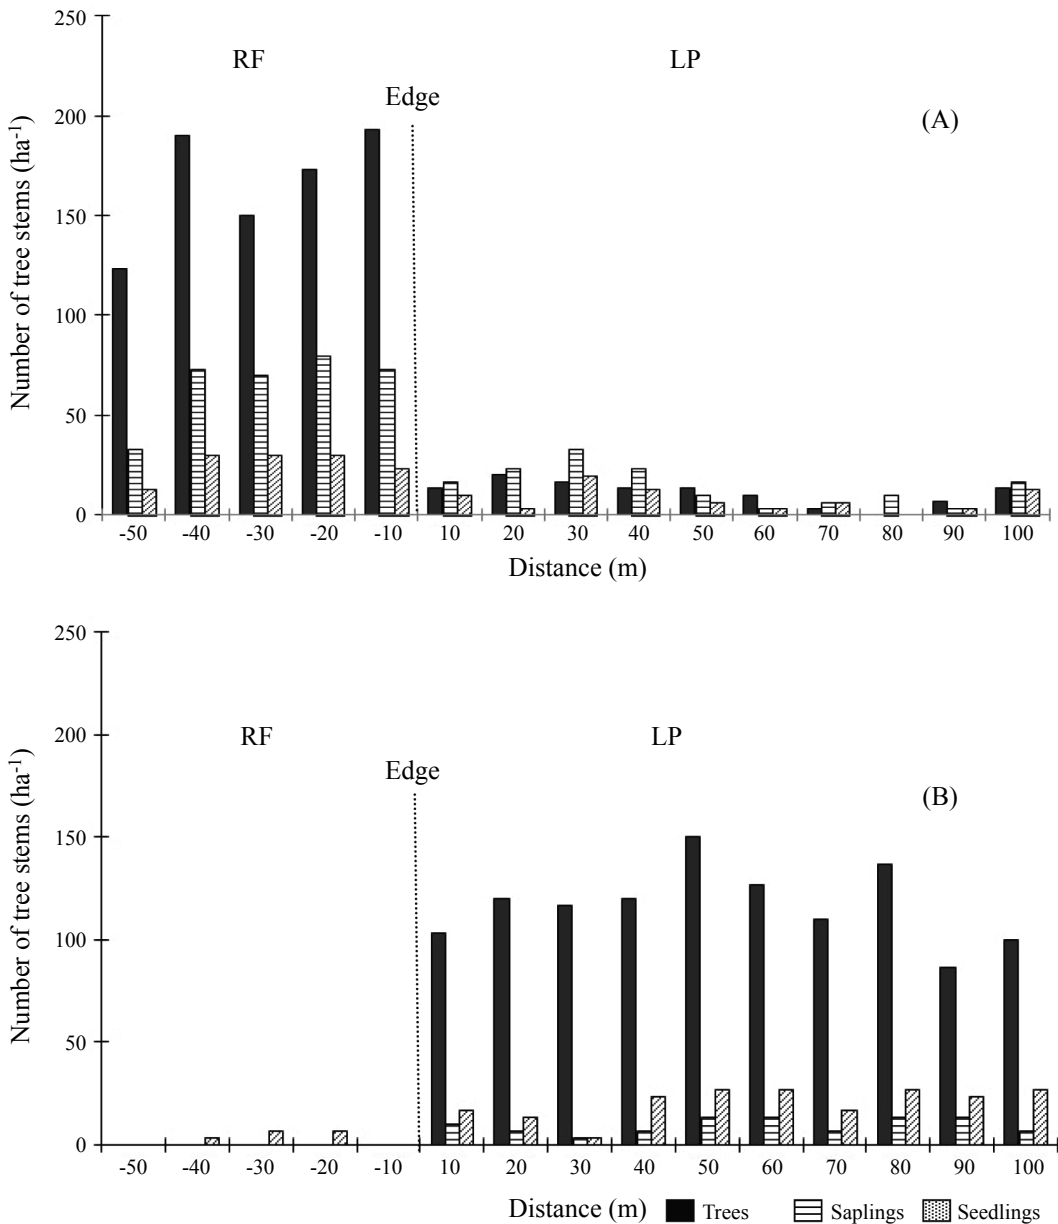 250
200
150
100
50
0
Number of tree stems (ha-1)
RF
LP
Edge
(A)
-50 -40 -30 -20 -10 10 20 30 40 50 60 70 80 90 100
Distance (m)
250
200
150
100
50
0
Number of tree stems (ha-1)
RF
LP
Edge
(B)
-50 -40 -30 -20 -10 10 20 30 40 50 60 70 80 90 100
Distance (m) Trees Saplings Seedlings